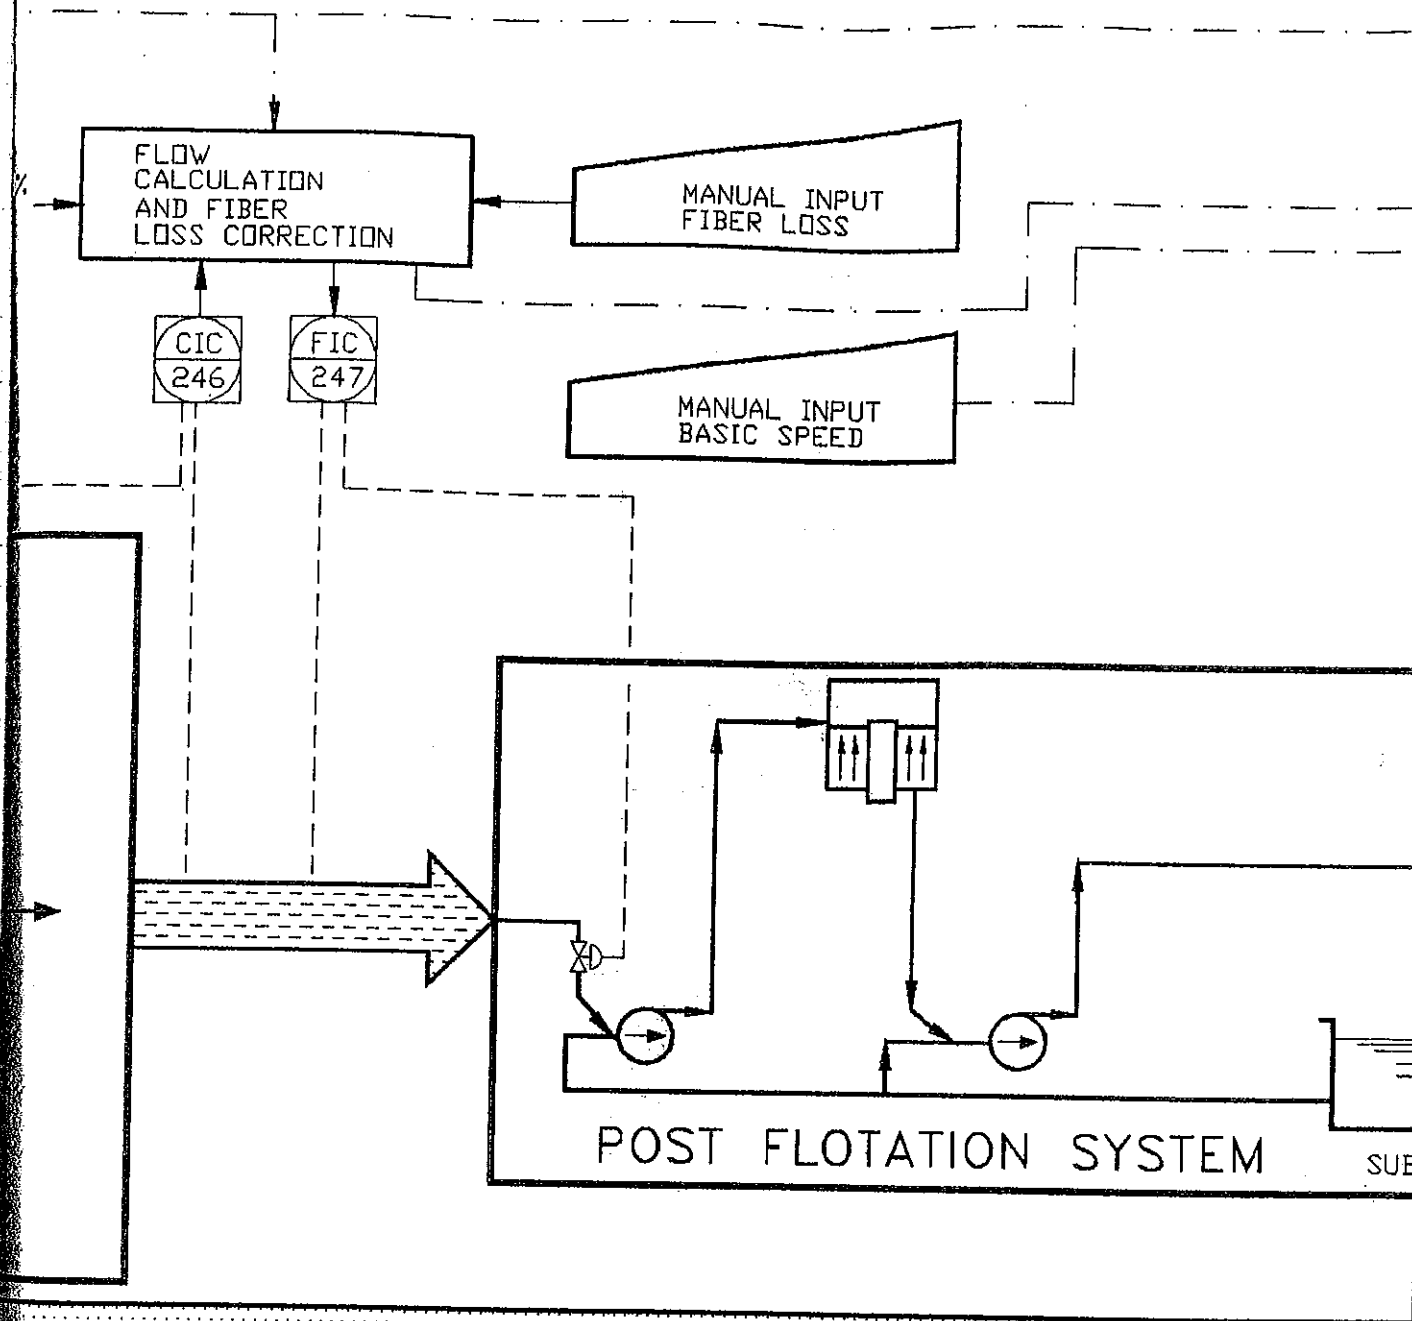 FLOW
CALCULATION
AND FIBER
LOSS CORRECTION
%
MANUAL INPUT
FIBER LOSS
CIC
246
FIC
247
MANUAL INPUT
BASIC SPEED
POST FLOTATION SYSTEM